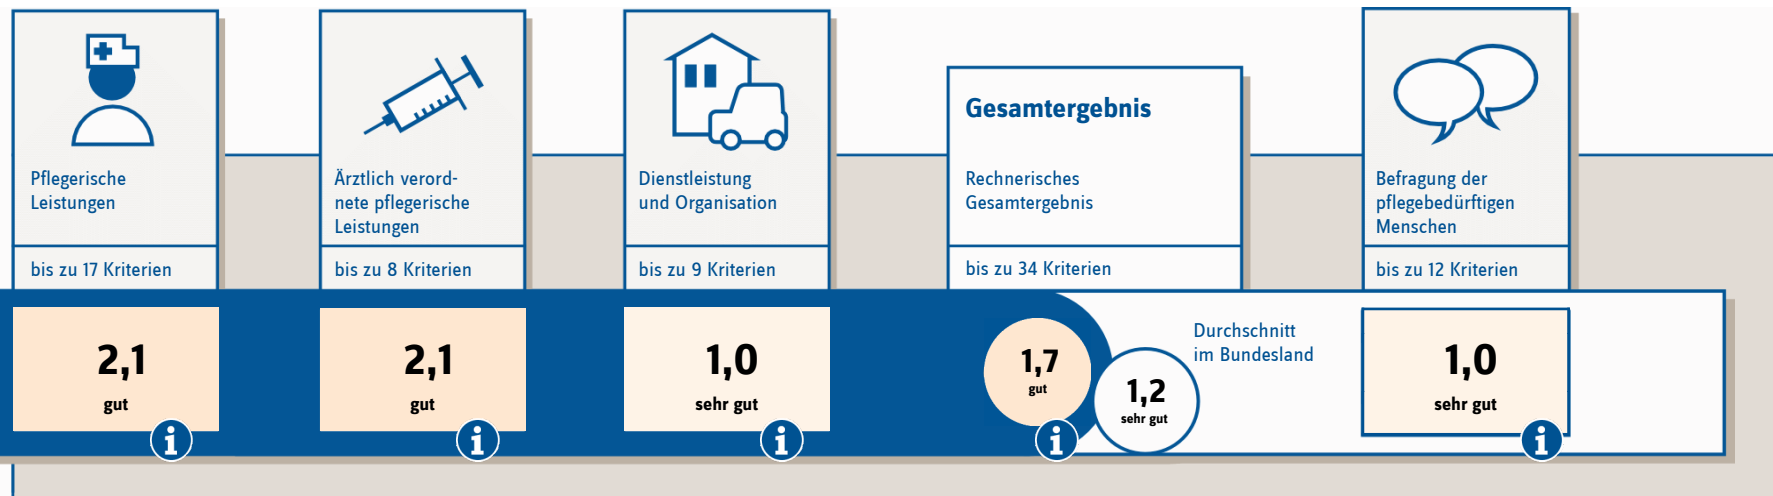 Pflegerische
Leistungen
bis zu 17 Kriterien
2,1
gut
i
Ärztlich verord-
nete pflegerische
Leistungen
bis zu 8 Kriterien
2,1
gut
i
Dienstleistung
und Organisation
bis zu 9 Kriterien
1,0
sehr gut
i
Gesamtergebnis
Rechnerisches
Gesamtergebnis
bis zu 34 Kriterien
1,7
gut
i
1,2
sehr gut
Durchschnitt
im Bundesland
Befragung der
pflegebedürftigen
Menschen
bis zu 12 Kriterien
1,0
sehr gut
i